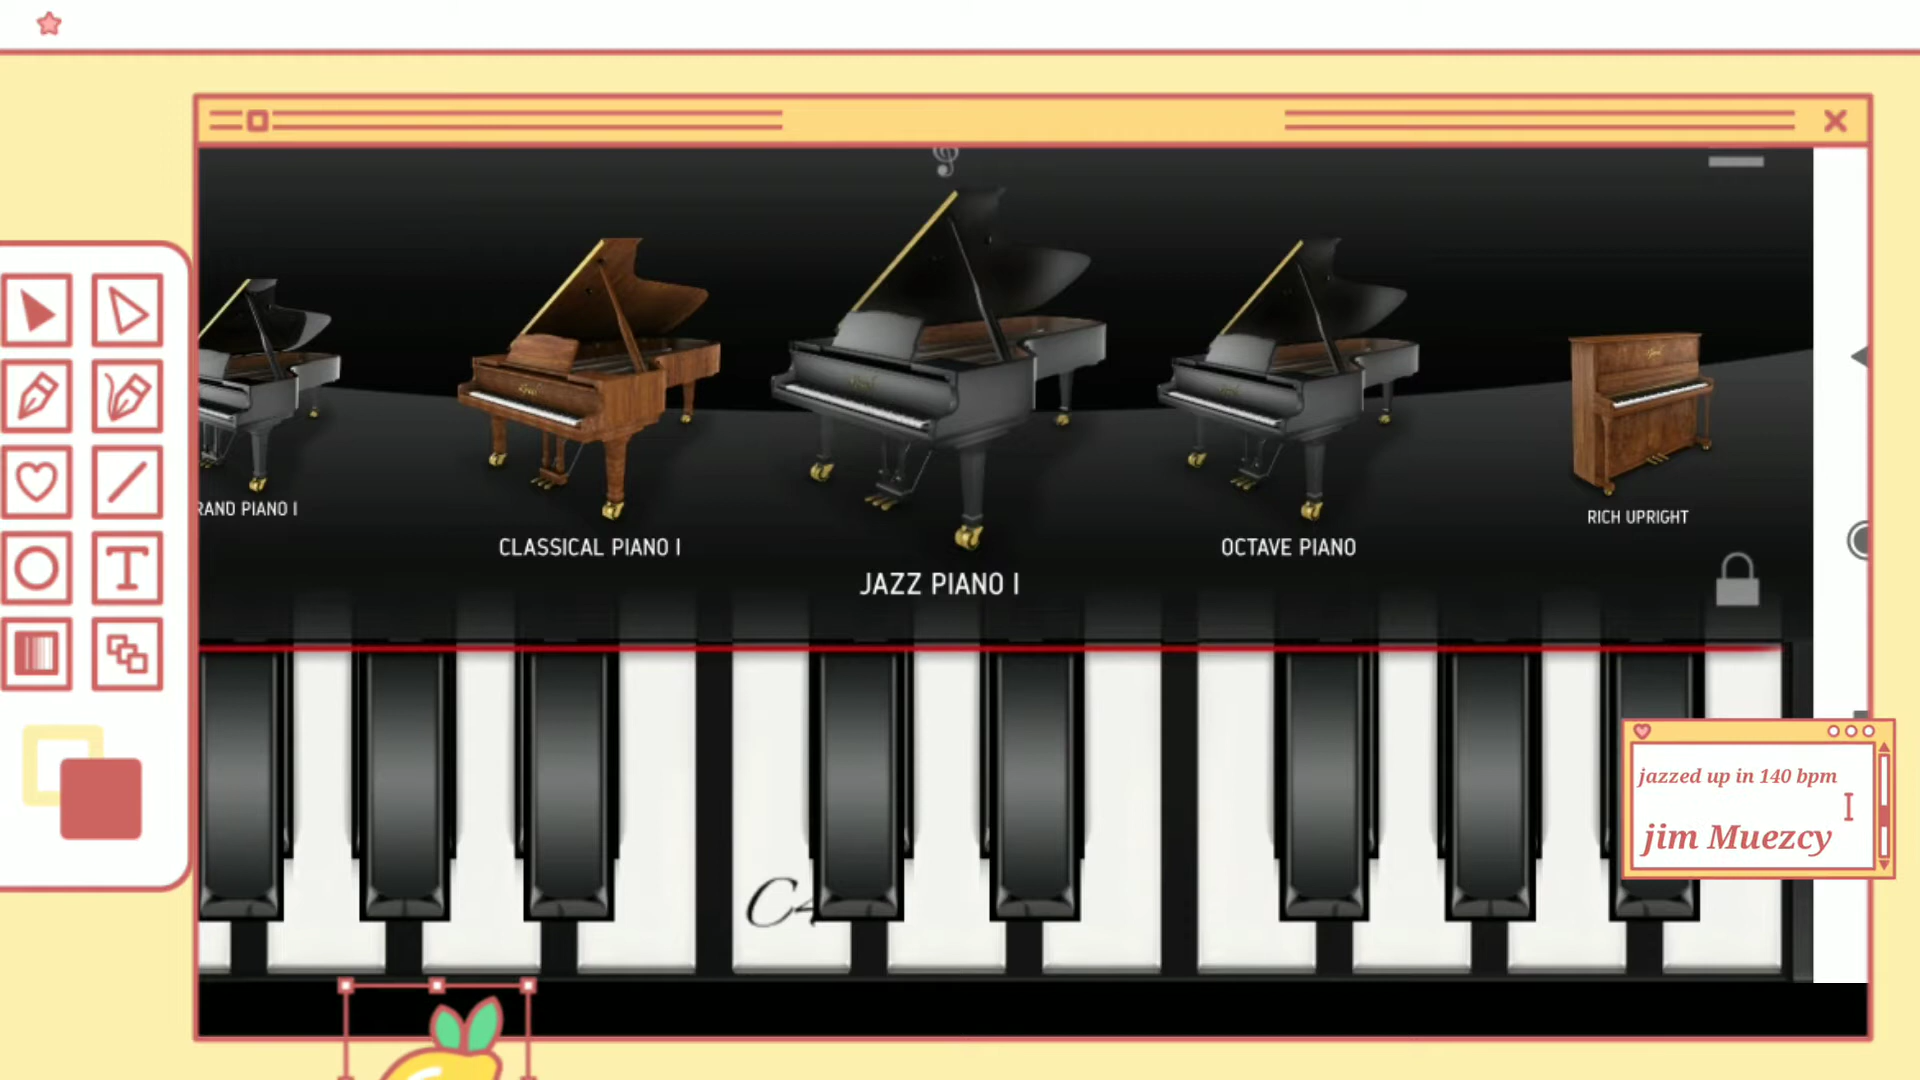 RAND PIANO I
CLASSICAL PIANO I
JAZZ PIANO I
OCTAVE PIANO
RICH UPRIGHT
T
C4
jazzed up in 140 bpm
jim Muezcy